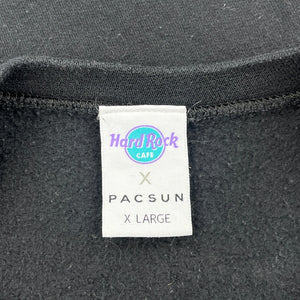 Hard Rock
CAFE
X
PACSUN
X LARGE